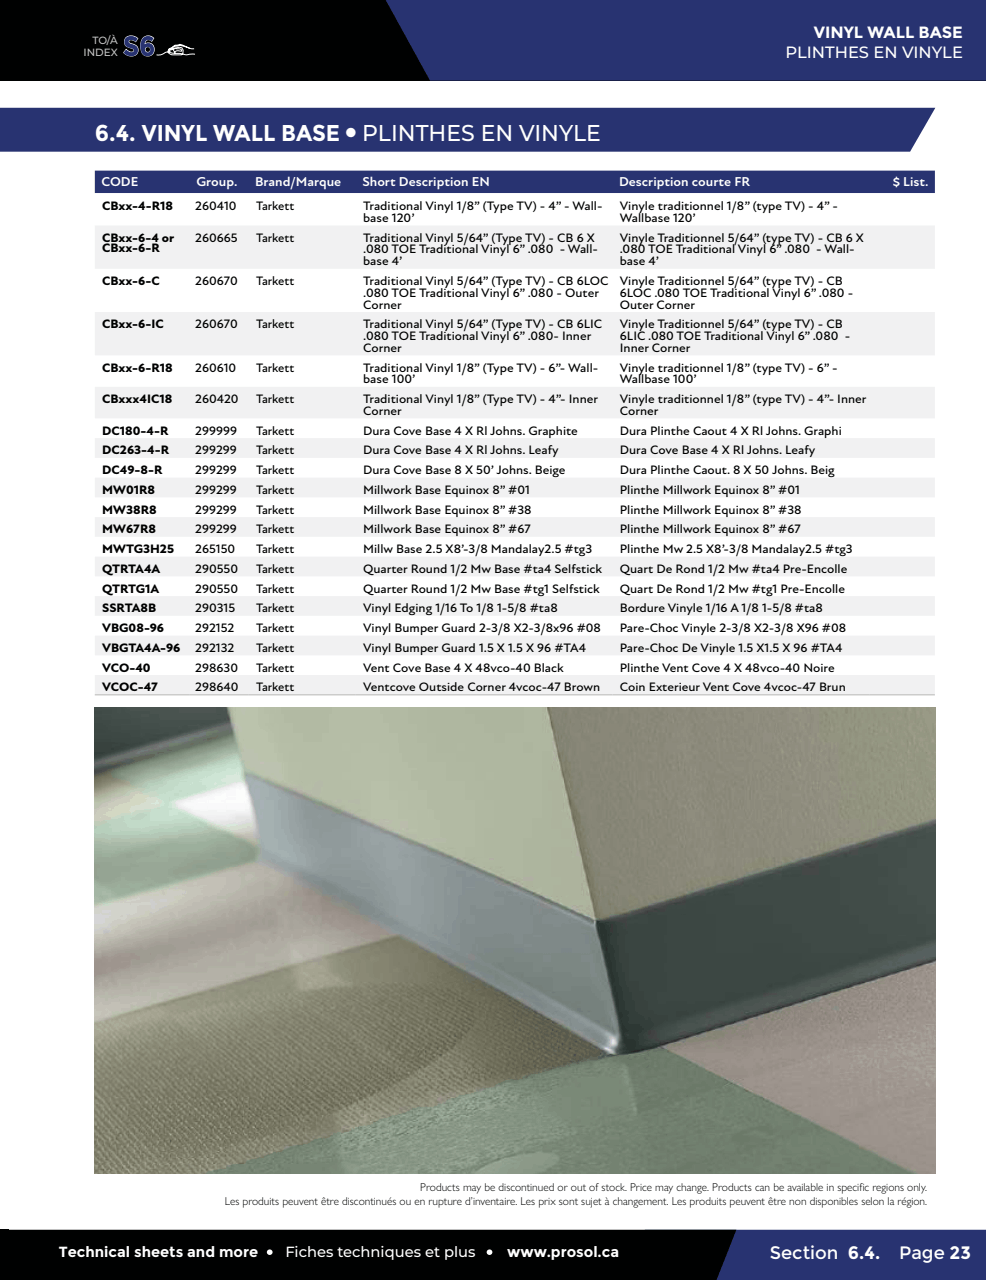 TO/À
INDEX S6
VINYL WALL BASE
PLINTHES EN VINYLE
6.4. VINYL WALL BASE • PLINTHES EN VINYLE
CODE Group. Brand/Marque Short Description EN Description courte FR $ List.
CBxx-4-R18 260410 Tarkett Traditional Vinyl 1/8” (Type TV) - 4” - Wall- Vinyle traditionnel 1/8” (type TV) - 4” -
base 120’ Wallbase 120’
CBxx-6-4 or 260665 Tarkett Traditional Vinyl 5/64” (Type TV) - CB 6 X Vinyle Traditionnel 5/64” (type TV) - CB 6 X
CBxx-6-R .080 TOE Traditional Vinyl 6” .080 - Wall- .080 TOE Traditional Vinyl 6” .080 - Wall-
base 4’ base 4’
CBxx-6-C 260670 Tarkett Traditional Vinyl 5/64” (Type TV) - CB 6LOC Vinyle Traditionnel 5/64” (type TV) - CB
.080 TOE Traditional Vinyl 6” .080 - Outer 6LOC .080 TOE Traditional Vinyl 6” .080 -
Corner Outer Corner
CBxx-6-IC 260670 Tarkett Traditional Vinyl 5/64” (Type TV) - CB 6LIC Vinyle Traditionnel 5/64” (type TV) - CB
.080 TOE Traditional Vinyl 6” .080- Inner 6LIC .080 TOE Traditional Vinyl 6” .080 -
Corner Inner Corner
CBxx-6-R18 260610 Tarkett Traditional Vinyl 1/8” (Type TV) - 6”- Wall- Vinyle traditionnel 1/8” (type TV) - 6” -
base 100’ Wallbase 100’
CBxxx4IC18 260420 Tarkett Traditional Vinyl 1/8” (Type TV) - 4”- Inner Vinyle traditionnel 1/8” (type TV) - 4”- Inner
Corner Corner
DC180-4-R 299999 Tarkett Dura Cove Base 4 X Rl Johns. Graphite Dura Plinthe Caout 4 X Rl Johns. Graphi
DC263-4-R 299299 Tarkett Dura Cove Base 4 X Rl Johns. Leafy Dura Cove Base 4 X Rl Johns. Leafy
DC49-8-R 299299 Tarkett Dura Cove Base 8 X 50’ Johns. Beige Dura Plinthe Caout. 8 X 50 Johns. Beig
MW01R8 299299 Tarkett Millwork Base Equinox 8” #01 Plinthe Millwork Equinox 8” #01
MW38R8 299299 Tarkett Millwork Base Equinox 8” #38 Plinthe Millwork Equinox 8” #38
MW67R8 299299 Tarkett Millwork Base Equinox 8” #67 Plinthe Millwork Equinox 8” #67
MWTG3H25 265150 Tarkett Millw Base 2.5 X8’-3/8 Mandalay2.5 #tg3 Plinthe Mw 2.5 X8’-3/8 Mandalay2.5 #tg3
QTRTA4A 290550 Tarkett Quarter Round 1/2 Mw Base #ta4 Selfstick Quart De Rond 1/2 Mw #ta4 Pre-Encolle
QTRTG1A 290550 Tarkett Quarter Round 1/2 Mw Base #tg1 Selfstick Quart De Rond 1/2 Mw #tg1 Pre-Encolle
SSRTA8B 290315 Tarkett Vinyl Edging 1/16 To 1/8 1-5/8 #ta8 Bordure Vinyle 1/16 A 1/8 1-5/8 #ta8
VBG08-96 292152 Tarkett Vinyl Bumper Guard 2-3/8 X2-3/8x96 #08 Pare-Choc Vinyle 2-3/8 X2-3/8 X96 #08
VBGTA4A-96 292132 Tarkett Vinyl Bumper Guard 1.5 X 1.5 X 96 #TA4 Pare-Choc De Vinyle 1.5 X1.5 X 96 #TA4
VCO-40 298630 Tarkett Vent Cove Base 4 X 48vco-40 Black Plinthe Vent Cove 4 X 48vco-40 Noire
VCOC-47 298640 Tarkett Ventcove Outside Corner 4vcoc-47 Brown Coin Exterieur Vent Cove 4vcoc-47 Brun
Products may be discontinued or out of stock. Price may change. Products can be available in specific regions only.
Les produits peuvent être discontinués ou en rupture d’inventaire. Les prix sont sujet à changement. Les produits peuvent être non disponibles selon la région.
Technical sheets and more • Fiches techniques et plus • www.prosol.ca
Section 6.4. Page 23